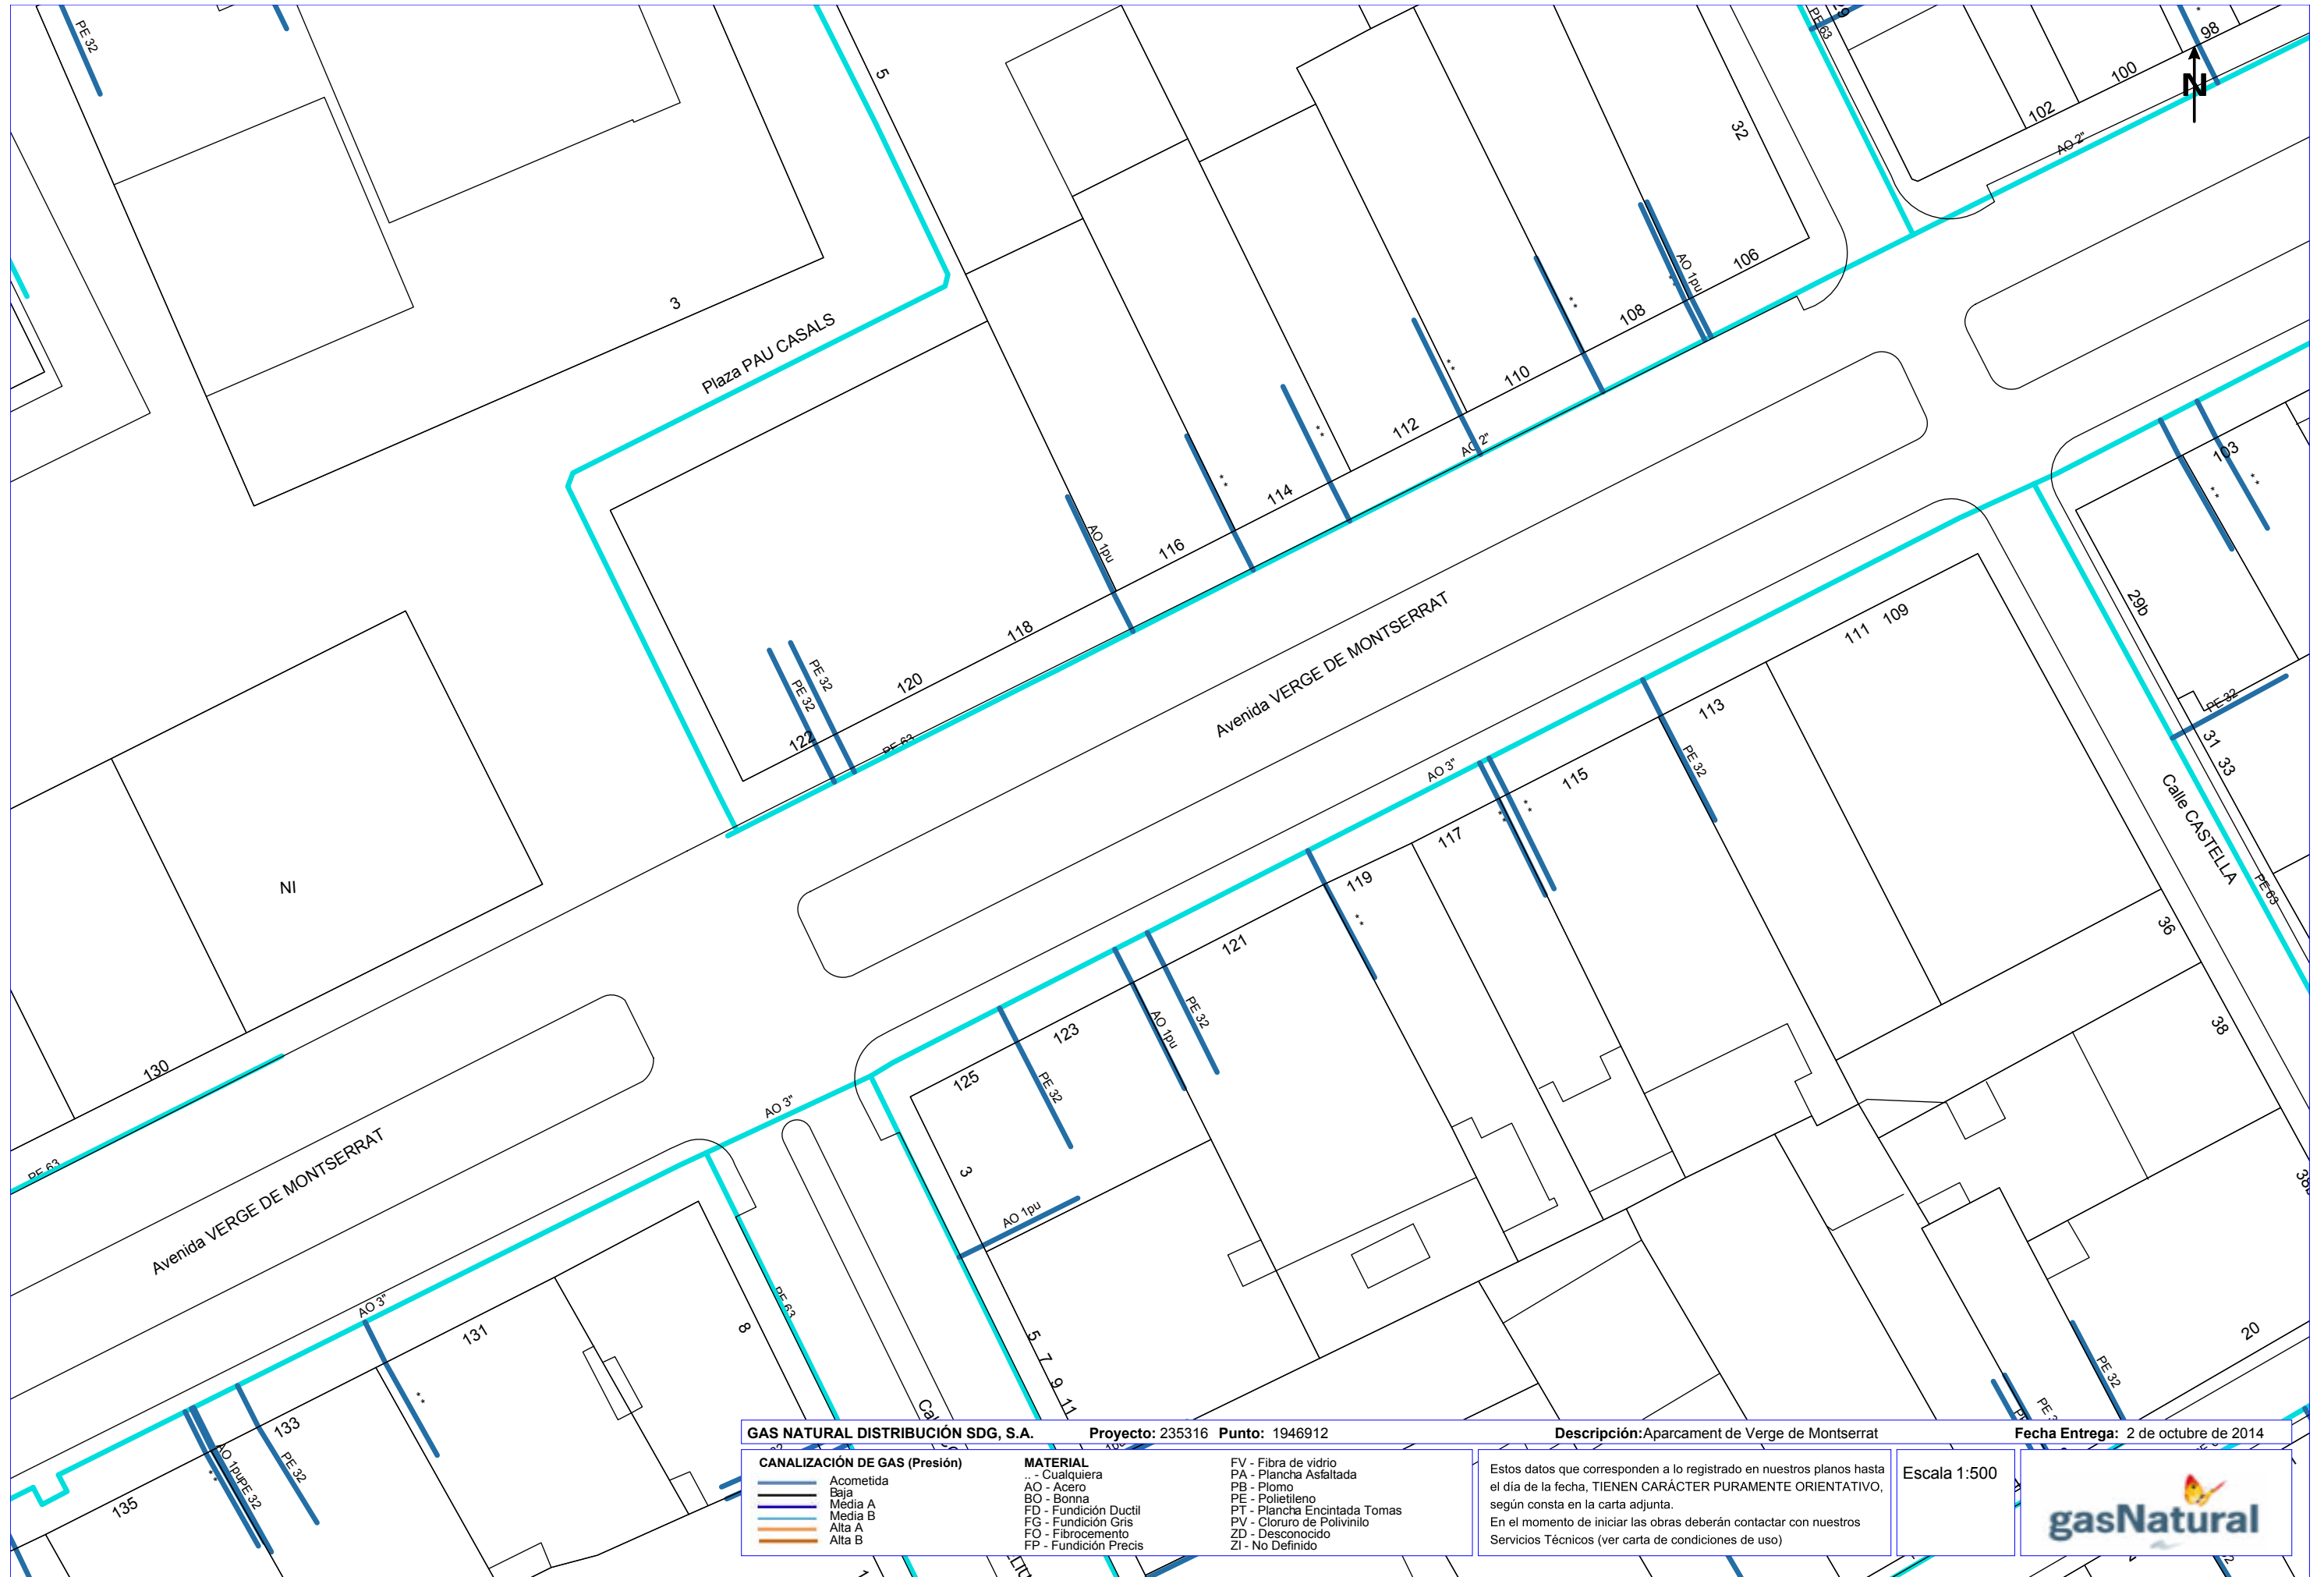 PE 32
5
PE 63
98
100
102
N
AO 2"
32
3
Plaza PAU CASALS
AO 1pu
* *
106
108
* *
110
* *
112
AO 2"
* *
114
* *
116
AO 1pu
118
120
PE 32
PE 32
122
PE 63
103
* *
* *
Avenida VERGE DE MONTSERRAT
29b
111
109
113
PE 32
31
33
Calle CASTELLA
PE 63
AO 3"
115
* *
* *
117
PE 32
119
* *
121
NI
36
38
38b
PE 32
AO 1pu
123
PE 32
125
130
PE 63
AO 3"
3
AO 1pu
Avenida VERGE DE MONTSERRAT
AO 3"
131
PE 63
8
5
7
9
11
20
PE 32
* *
133
PE 32
AO 1pu
PE 32
* *
135
GAS NATURAL DISTRIBUCIÓN SDG, S.A. Proyecto: 235316 Punto: 1946912 Descripción:Aparcament de Verge de Montserrat Fecha Entrega: 2 de octubre de 2014
CANALIZACIÓN DE GAS (Presión)
Acometida
Baja
Media A
Media B
Alta A
Alta B
MATERIAL
.. - Cualquiera
AO - Acero
BO - Bonna
FD - Fundición Ductil
FG - Fundición Gris
FO - Fibrocemento
FP - Fundición Precis
FV - Fibra de vidrio
PA - Plancha Asfaltada
PB - Plomo
PE - Polietileno
PT - Plancha Encintada Tomas
PV - Cloruro de Polivinilo
ZD - Desconocido
ZI - No Definido
Estos datos que corresponden a lo registrado en nuestros planos hasta
el día de la fecha, TIENEN CARÁCTER PURAMENTE ORIENTATIVO,
según consta en la carta adjunta.
En el momento de iniciar las obras deberán contactar con nuestros
Servicios Técnicos (ver carta de condiciones de uso)
Escala 1:500
gasNatural